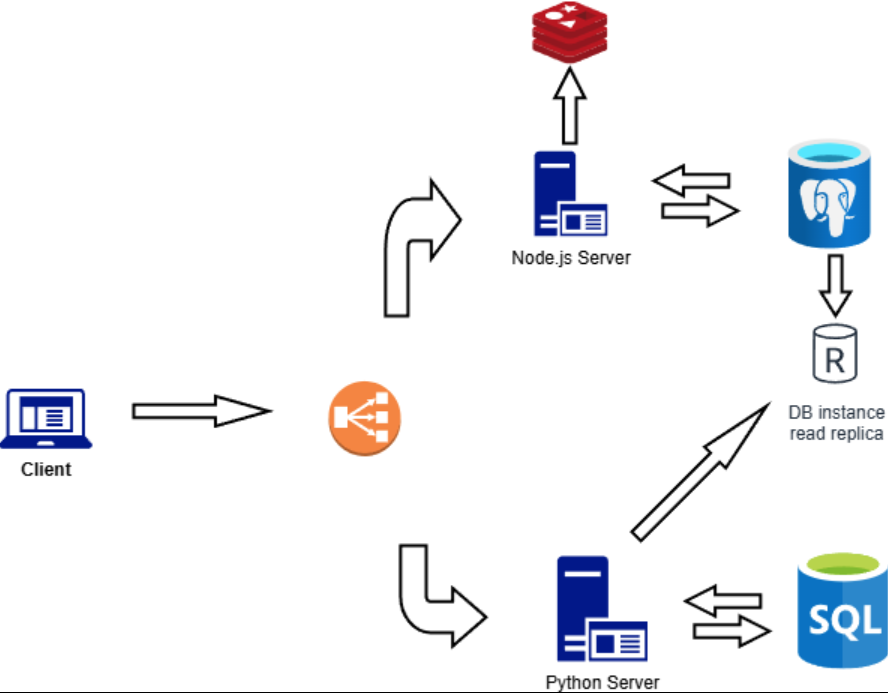 Node.js Server
R
DB instance
read replica
Client
SQL
Python Server